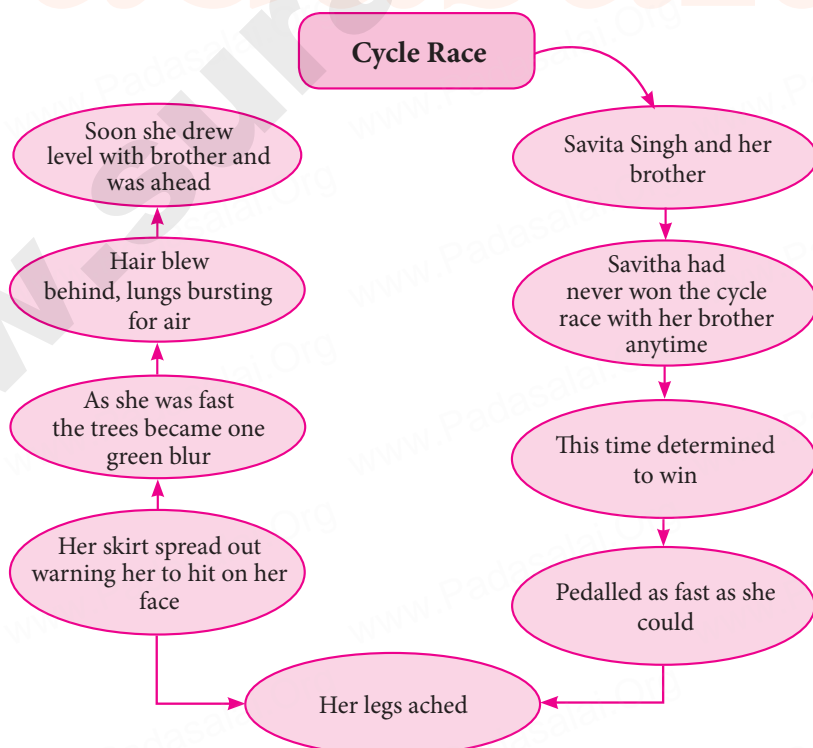 Cycle Race
Savita Singh and her
brother
Savitha had
never won the cycle
race with her brother
anytime
This time determined
to win
Pedalled as fast as she
could
Her legs ached
Her skirt spread out
warning her to hit on her
face
As she was fast
the trees became one
green blur
Hair blew
behind, lungs bursting
for air
Soon she drew
level with brother and
was ahead
www.Padasalai.Org